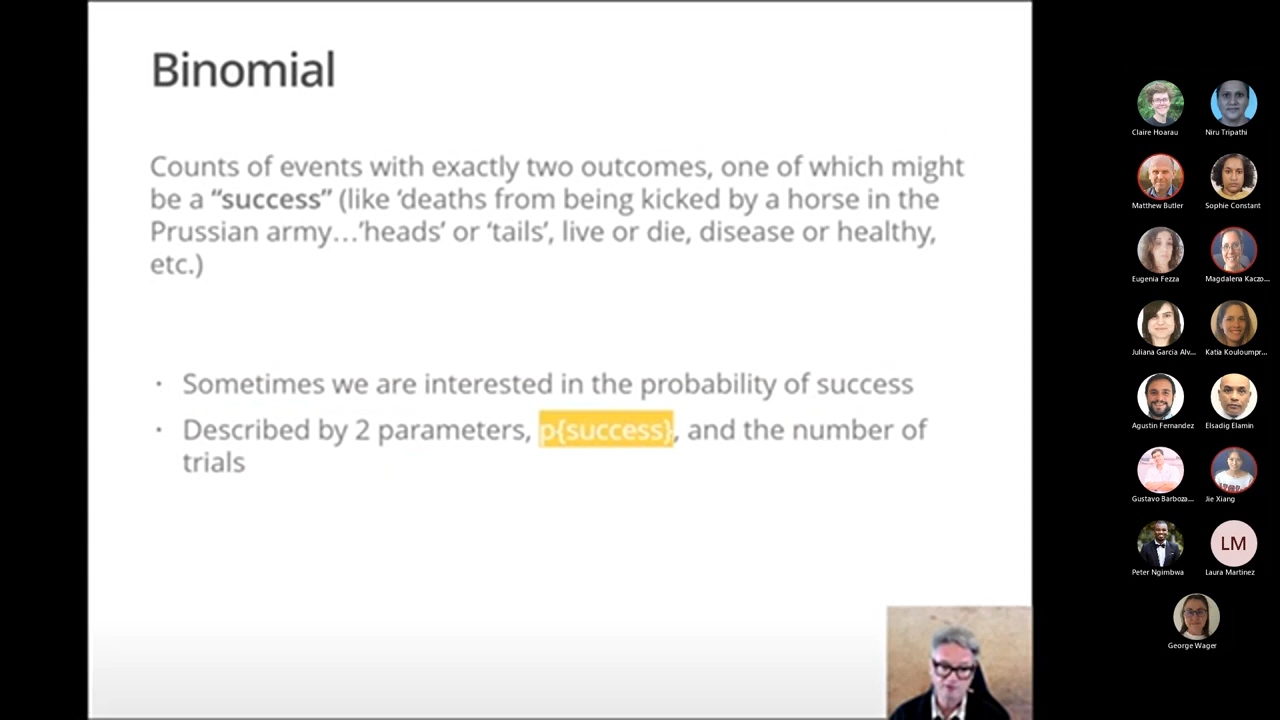 Binomial
Counts of events with exactly two outcomes, one of which might
be a “success” (like ‘deaths from being kicked by a horse in the
Prussian army…’heads’ or ‘tails’, live or die, disease or healthy,
etc.)
· Sometimes we are interested in the probability of success
· Described by 2 parameters, p{success}, and the number of
trials
Claire Hoarau
Niru Tripathi
Matthew Butler
Sophie Constant
Eugenia Fezza
Magdalena Kaczo...
Juliana Garcia Alv...
Katia Kouloumpr...
Agustin Fernandez
Elsadig Elamin
Gustavo Barboza...
Jie Xiang
Peter Ngimbwa
LM
Laura Martinez
George Wager